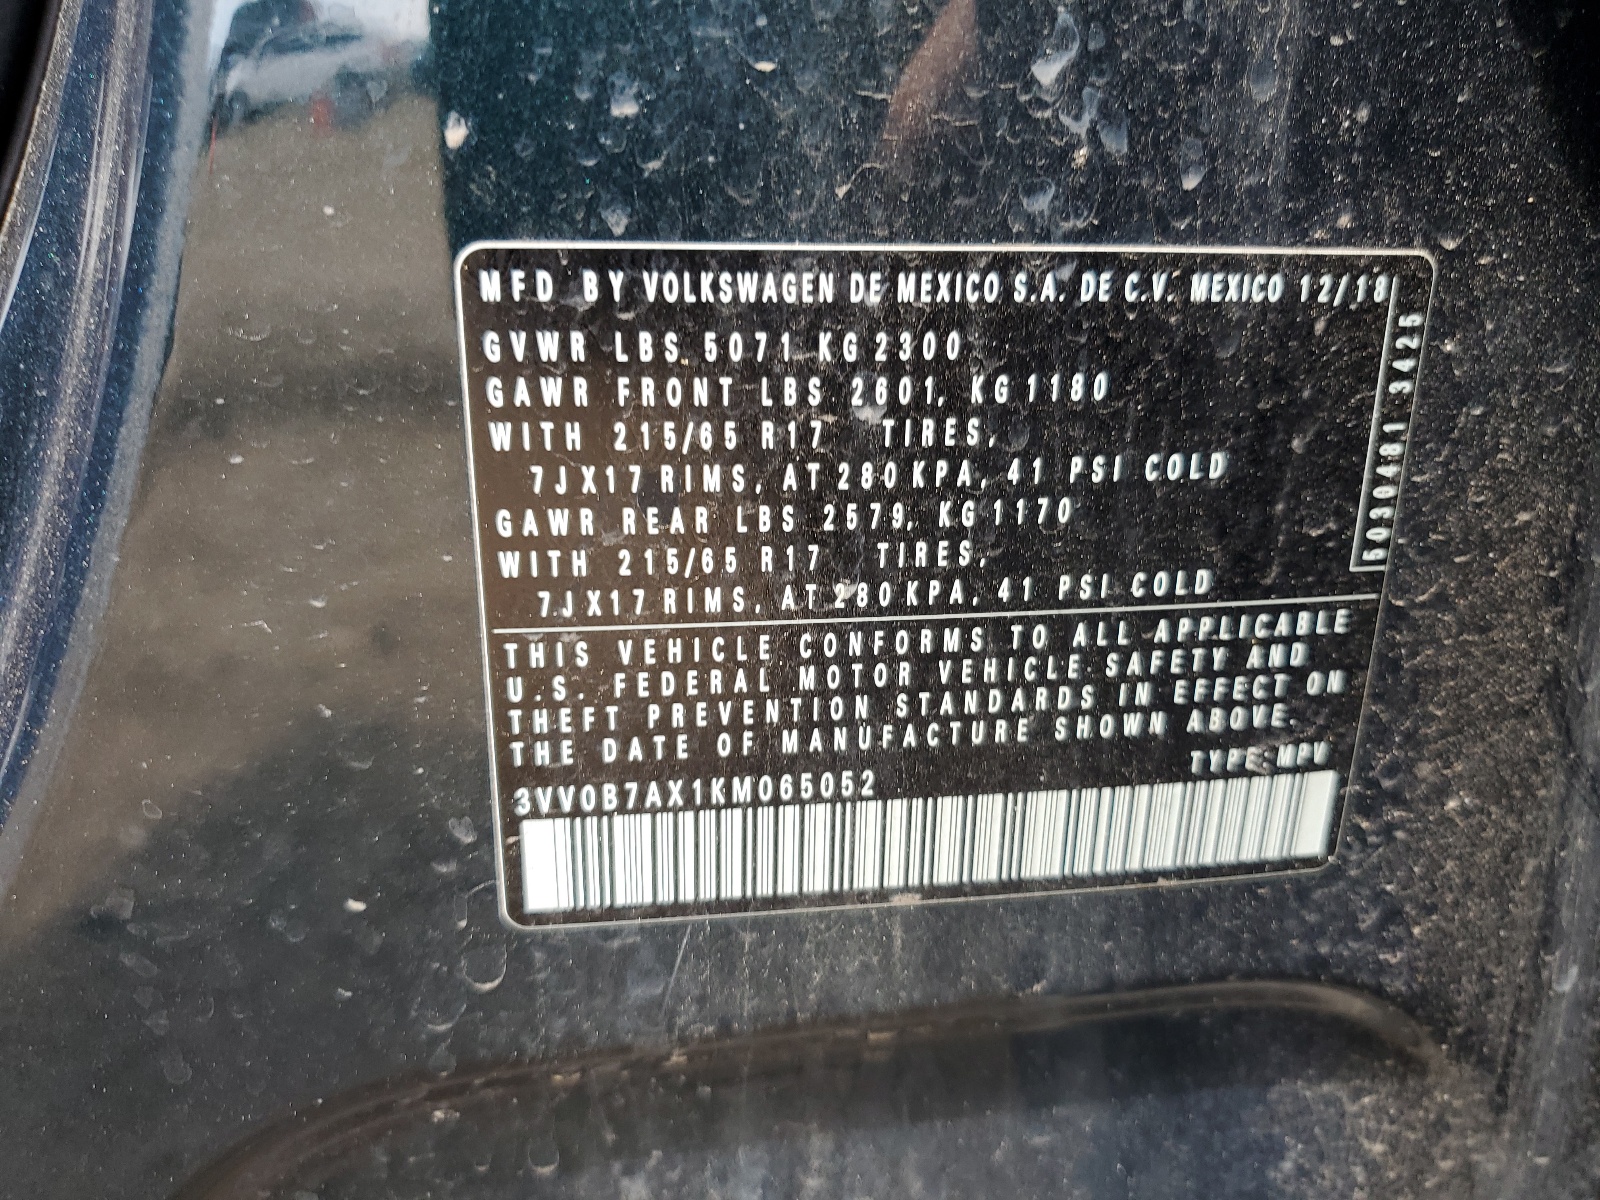 MFD BY VOLKSWAGEN DE MEXICO S.A. DE C.V. MEXICO 12/18
GVWR LBS. 5071 KG 2300
GAWR FRONT LBS 2601, KG 1180
WITH 215/65 R17 TIRES,
7JX17 RIMS, AT 280 KPA, 41 PSI COLD
GAWR REAR LBS 2579, KG 1170
WITH 215/65 R17 TIRES,
7JX17 RIMS, AT 280 KPA, 41 PSI COLD
5030481 3425
THIS VEHICLE CONFORMS TO ALL APPLICABLE
U.S. FEDERAL MOTOR VEHICLE SAFETY AND
THEFT PREVENTION STANDARDS IN EFFECT ON
THE DATE OF MANUFACTURE SHOWN ABOVE.
TYPE: MPV
3VV0B7AX1KM065052